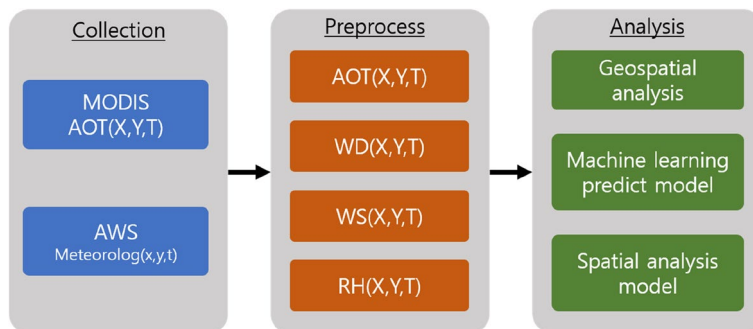 Collection
MODIS
AOT(X,Y,T)
AWS
Meteorolog(x,y,t)
Preprocess
AOT(X,Y,T)
WD(X,Y,T)
WS(X,Y,T)
RH(X,Y,T)
Analysis
Geospatial
analysis
Machine learning
predict model
Spatial analysis
model